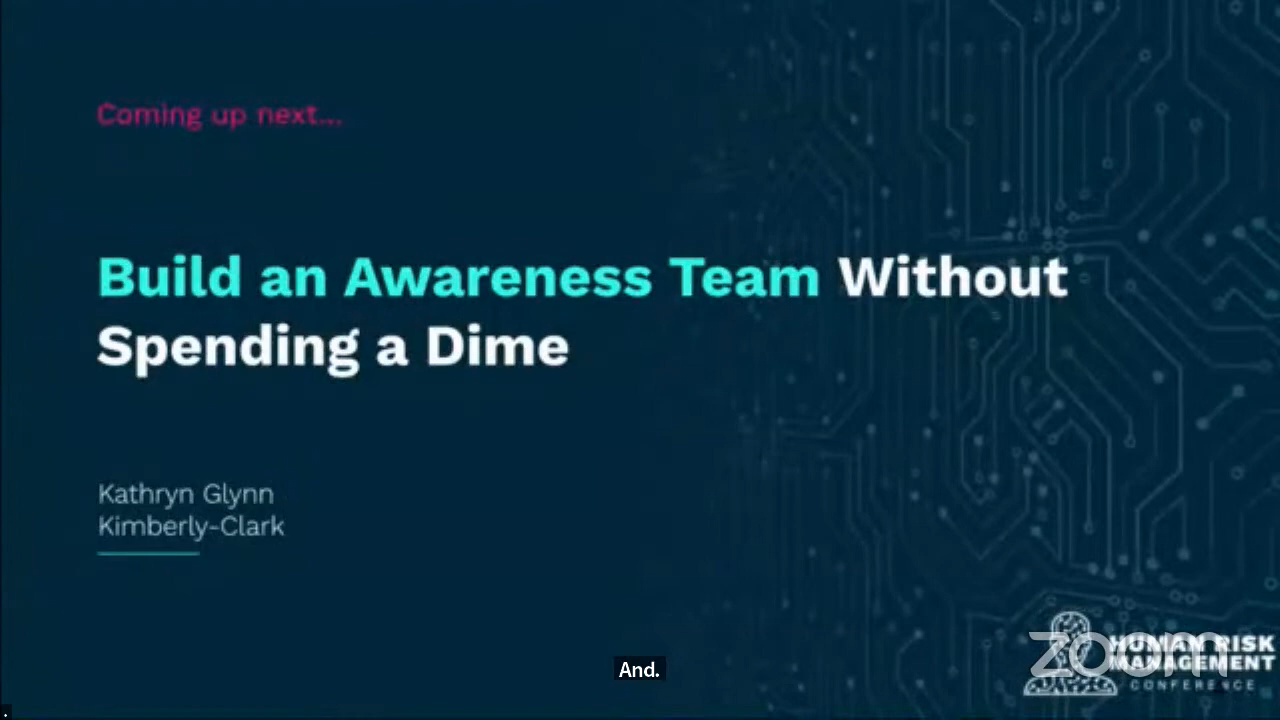 Coming up next...
Build an Awareness Team Without
Spending a Dime
Kathryn Glynn
Kimberly-Clark
And.
zoom
HUMAN RISK
MANAGEMENT
CONFERENCE